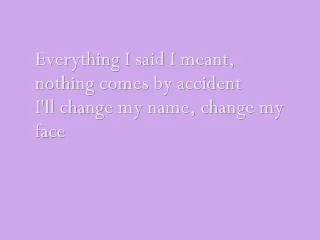 Everything I said I meant,
nothing comes by accident
I'll change my name, change my
face